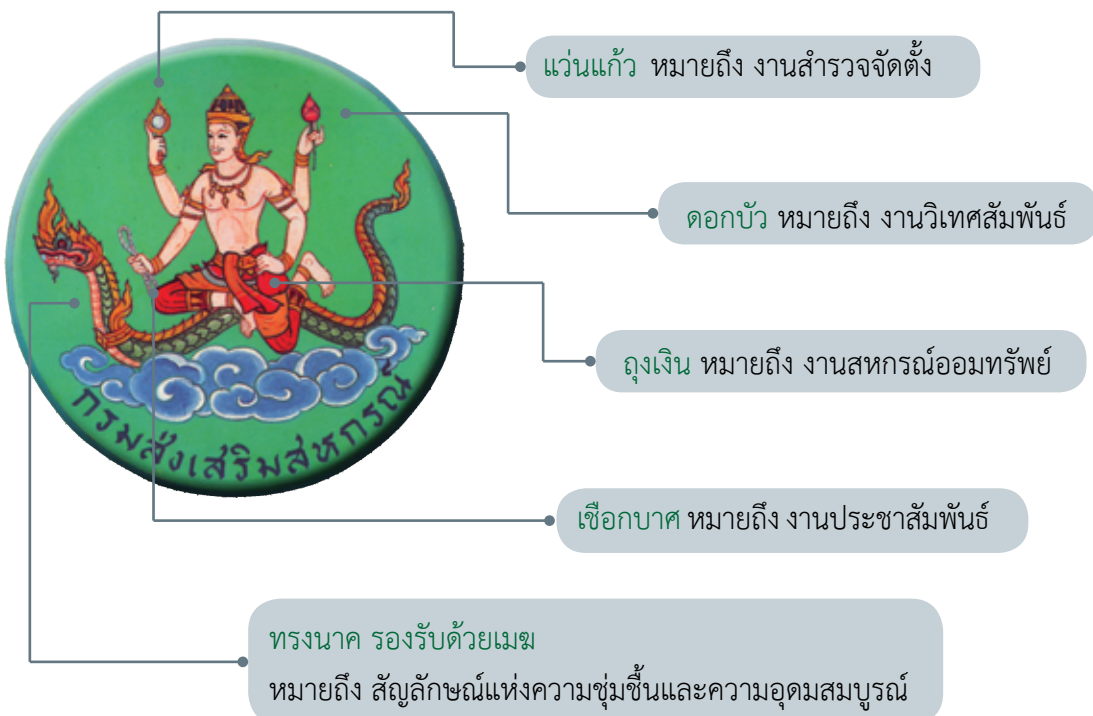 แว่นแก้ว หมายถึง งานสำรวจจัดตั้ง
ดอกบัว หมายถึง งานวิเทศสัมพันธ์
ถุงเงิน หมายถึง งานสหกรณ์ออมทรัพย์
กรมส่งเสริมสหกรณ์
เชือกบาศ หมายถึง งานประชาสัมพันธ์
ทรงนาค รองรับด้วยเมฆ
หมายถึง สัญลักษณ์แห่งความชุ่มชื้นและความอุดมสมบูรณ์